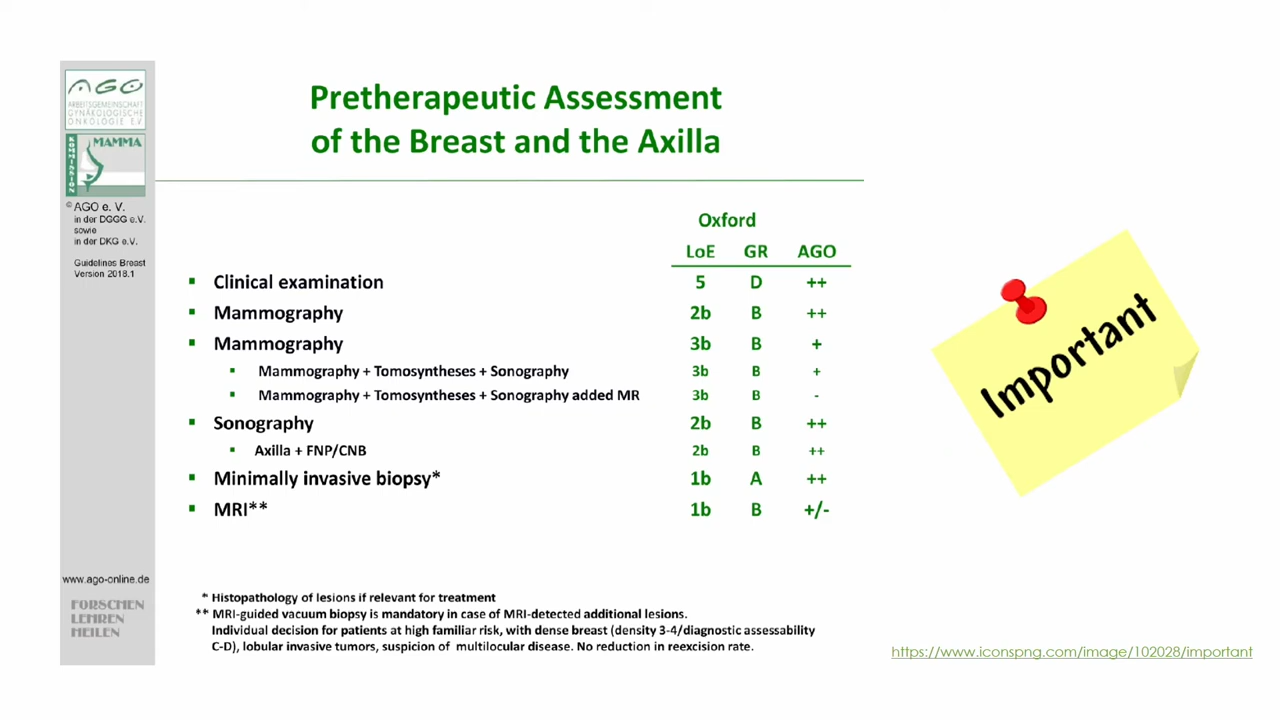 AGO
ARBEITSGEMEINSCHAFT
GYNÄKOLOGISCHE
ONKOLOGIE E.V.
KOMMISSION
MAMMA
© AGO e. V.
in der DGGG e.V.
sowie
in der DKG e.V.
Guidelines Breast
Version 2018.1
www.ago-online.de
FORSCHEN
LEHREN
HEILEN
Pretherapeutic Assessment
of the Breast and the Axilla
Oxford
LoE GR AGO
▪ Clinical examination 5 D ++
▪ Mammography 2b B ++
▪ Mammography 3b B +
▪ Mammography + Tomosyntheses + Sonography 3b B +
▪ Mammography + Tomosyntheses + Sonography added MR 3b B -
▪ Sonography 2b B ++
▪ Axilla + FNP/CNB 2b B ++
▪ Minimally invasive biopsy* 1b A ++
▪ MRI** 1b B +/-
* Histopathology of lesions if relevant for treatment
** MRI-guided vacuum biopsy is mandatory in case of MRI-detected additional lesions.
Individual decision for patients at high familiar risk, with dense breast (density 3-4/diagnostic assessability
C-D), lobular invasive tumors, suspicion of multilocular disease. No reduction in reexcision rate.
Important
https://www.iconspng.com/image/102028/important